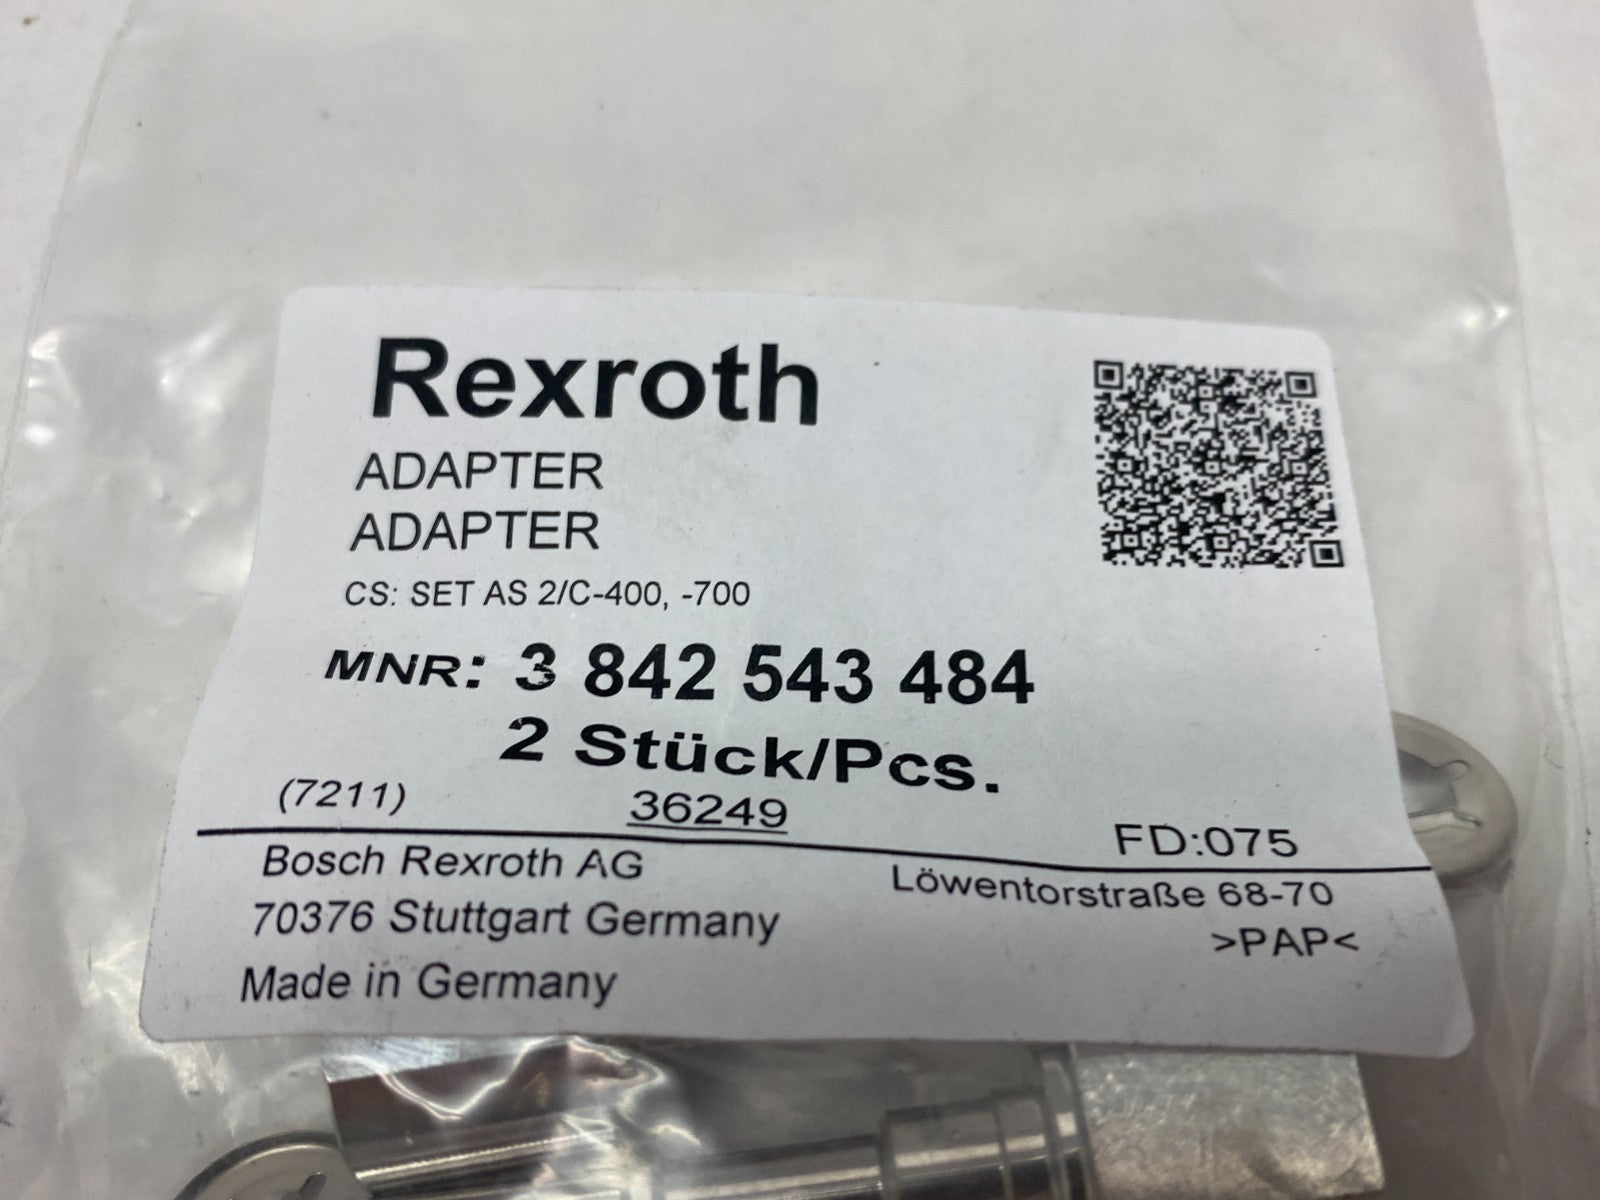 Rexroth
ADAPTER
ADAPTER
CS: SET AS 2/C-400, -700
MNR: 3 842 543 484
2 Stück/Pcs.
(7211) 36249 FD:075
Bosch Rexroth AG Löwentorstraße 68-70
70376 Stuttgart Germany >PAP<
Made in Germany